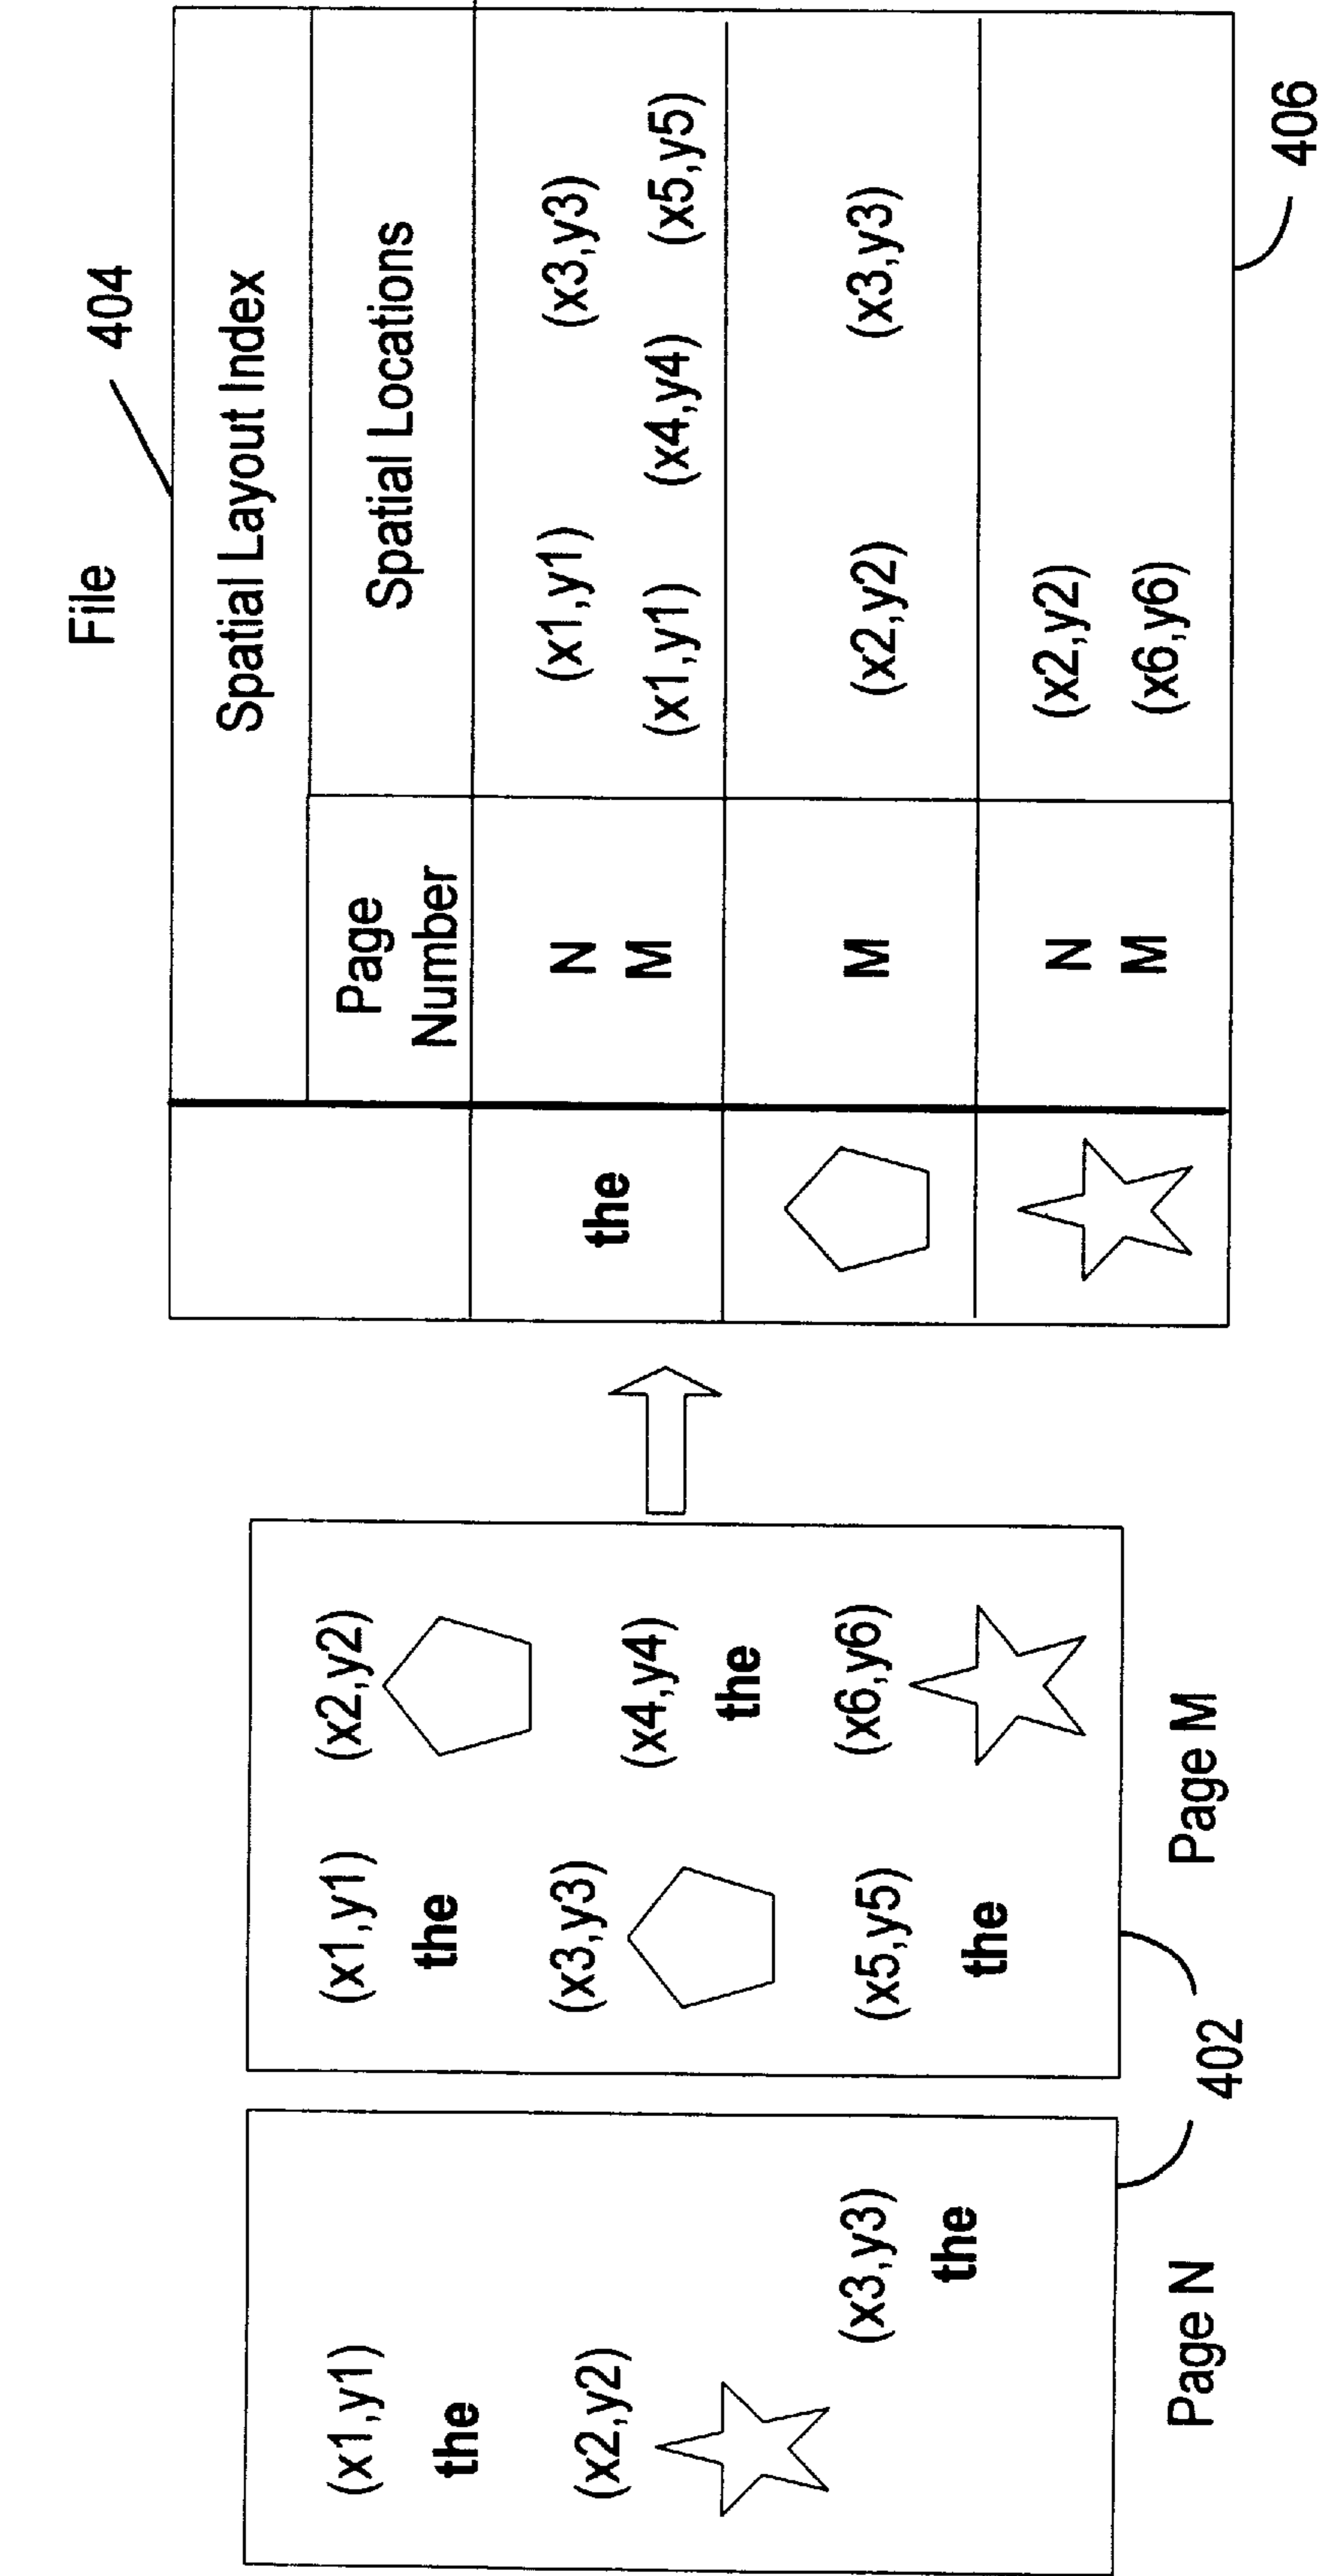 (x1,y1)
the
(x2,y2)
(x3,y3)
the
Page N
402
(x1,y1) (x2,y2)
the
(x3,y3) (x4,y4)
the
(x5,y5) (x6,y6)
the
Page M
File
404
Spatial Layout Index
Page
Number
Spatial Locations
the
N (x1,y1) (x3,y3)
M (x1,y1) (x4,y4) (x5,y5)
M (x2,y2) (x3,y3)
N (x2,y2)
M (x6,y6)
406